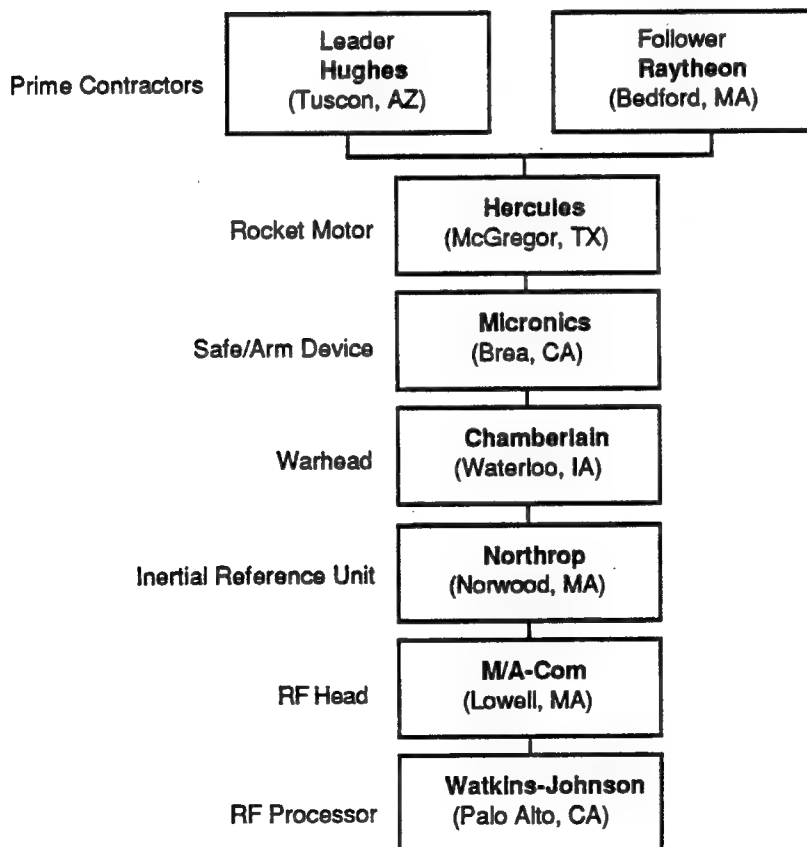 Prime Contractors
Leader
Hughes
(Tuscon, AZ)
Follower
Raytheon
(Bedford, MA)
Rocket Motor
Hercules
(McGregor, TX)
Safe/Arm Device
Micronics
(Brea, CA)
Warhead
Chamberlain
(Waterloo, IA)
Inertial Reference Unit
Northrop
(Norwood, MA)
RF Head
M/A-Com
(Lowell, MA)
RF Processor
Watkins-Johnson
(Palo Alto, CA)